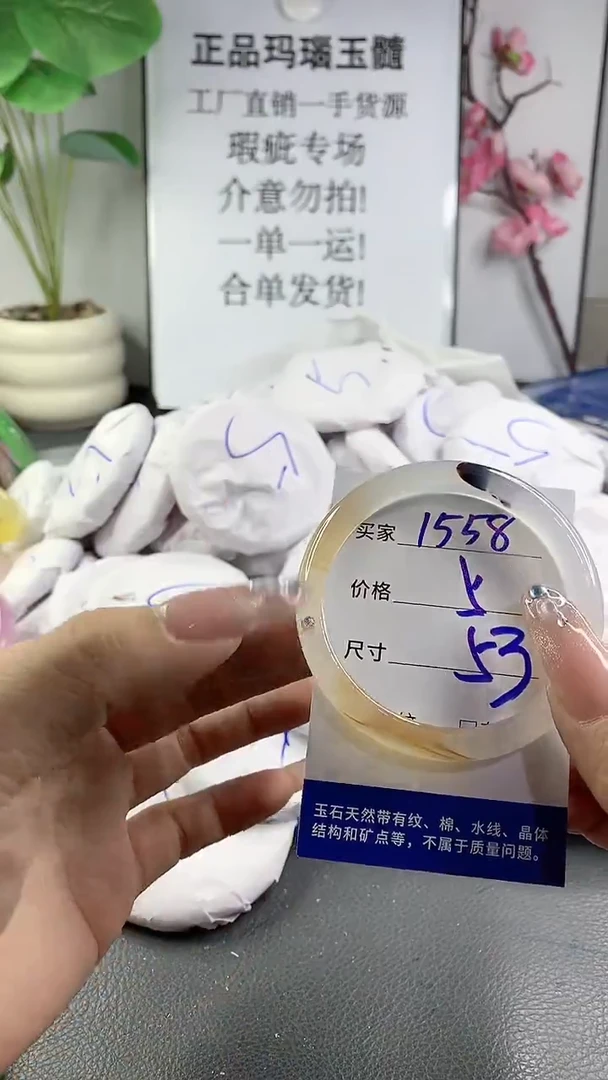 正品玛瑙玉髓
工厂直销一手货源
瑕疵专场
介意勿拍!
一单一运!
合单发货!
买家 1558
价格
尺寸 53
玉石天然带有纹、棉、水线、晶体
结构和矿点等，不属于质量问题。